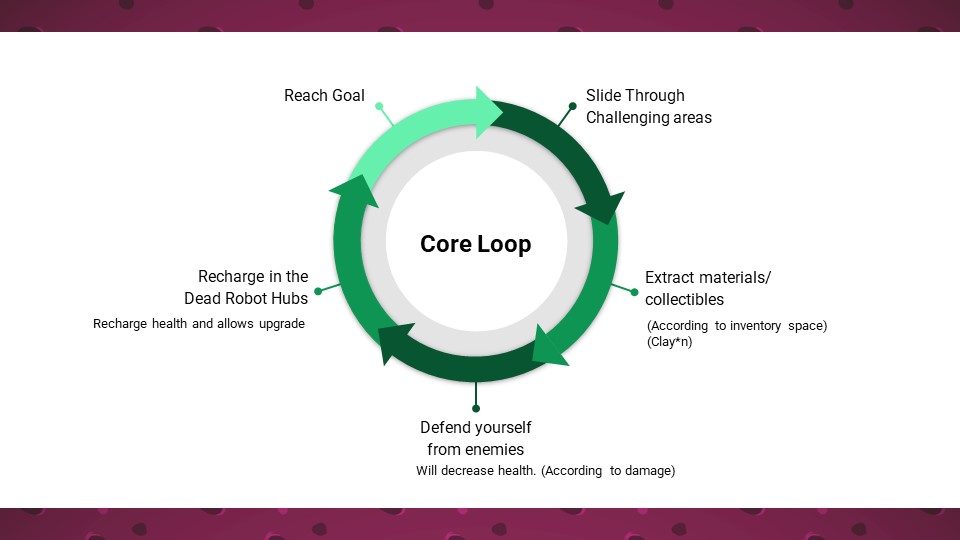 Reach Goal
Slide Through
Challenging areas
Core Loop
Recharge in the
Dead Robot Hubs
Recharge health and allows upgrade
Extract materials/
collectibles
(According to inventory space)
(Clay*n)
Defend yourself
from enemies
Will decrease health. (According to damage)